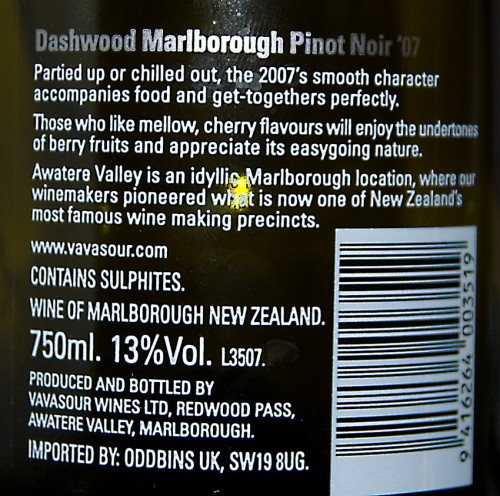 Dashwood Marlborough Pinot Noir '07
Partied up or chilled out, the 2007's smooth character
accompanies food and get-togethers perfectly.
Those who like mellow, cherry flavours will enjoy the undertones
of berry fruits and appreciate its easygoing nature.
Awatere Valley is an idyllic Marlborough location, where our
winemakers pioneered what is now one of New Zealand's
most famous wine making precincts.
www.vavasour.com
CONTAINS SULPHITES.
WINE OF MARLBOROUGH NEW ZEALAND.
750ml. 13%Vol. L3507.
PRODUCED AND BOTTLED BY
VAVASOUR WINES LTD, REDWOOD PASS,
AWATERE VALLEY, MARLBOROUGH.
IMPORTED BY: ODDBINS UK, SW19 8UG.
9 416264 003519